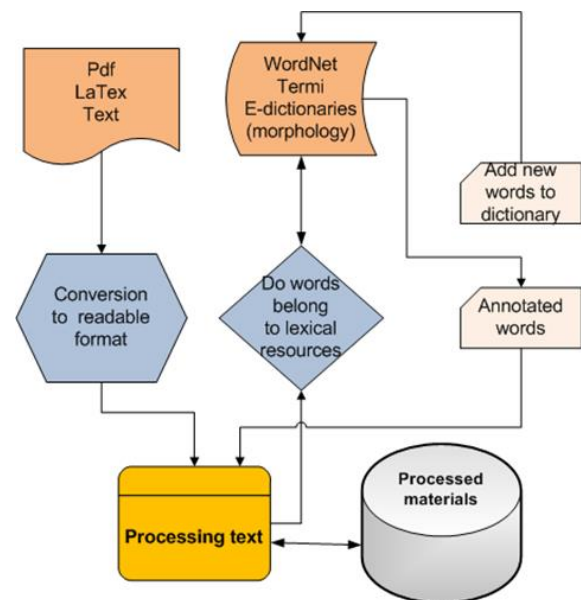 Pdf
LaTex
Text
WordNet
Termi
E-dictionaries
(morphology)
Add new
words to
dictionary
Conversion
to readable
format
Do words
belong
to lexical
resources
Annotated
words
Processing text
Processed
materials